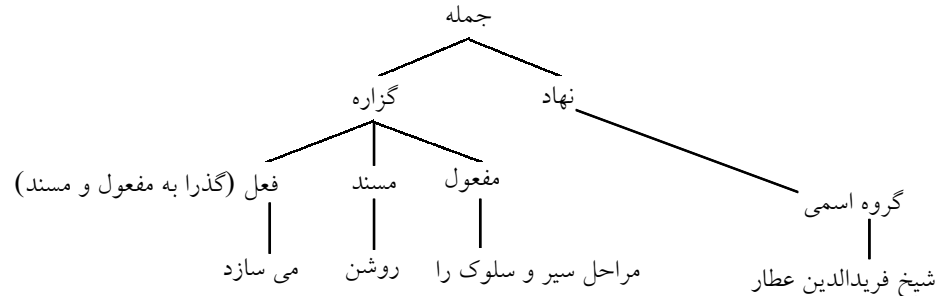 جمله
نهاد گزاره
مفعول مسند فعل (گذرا به مفعول و مسند)
گروه اسمی
مراحل سیر و سلوک را روشن می سازد
شیخ فریدالدین عطار